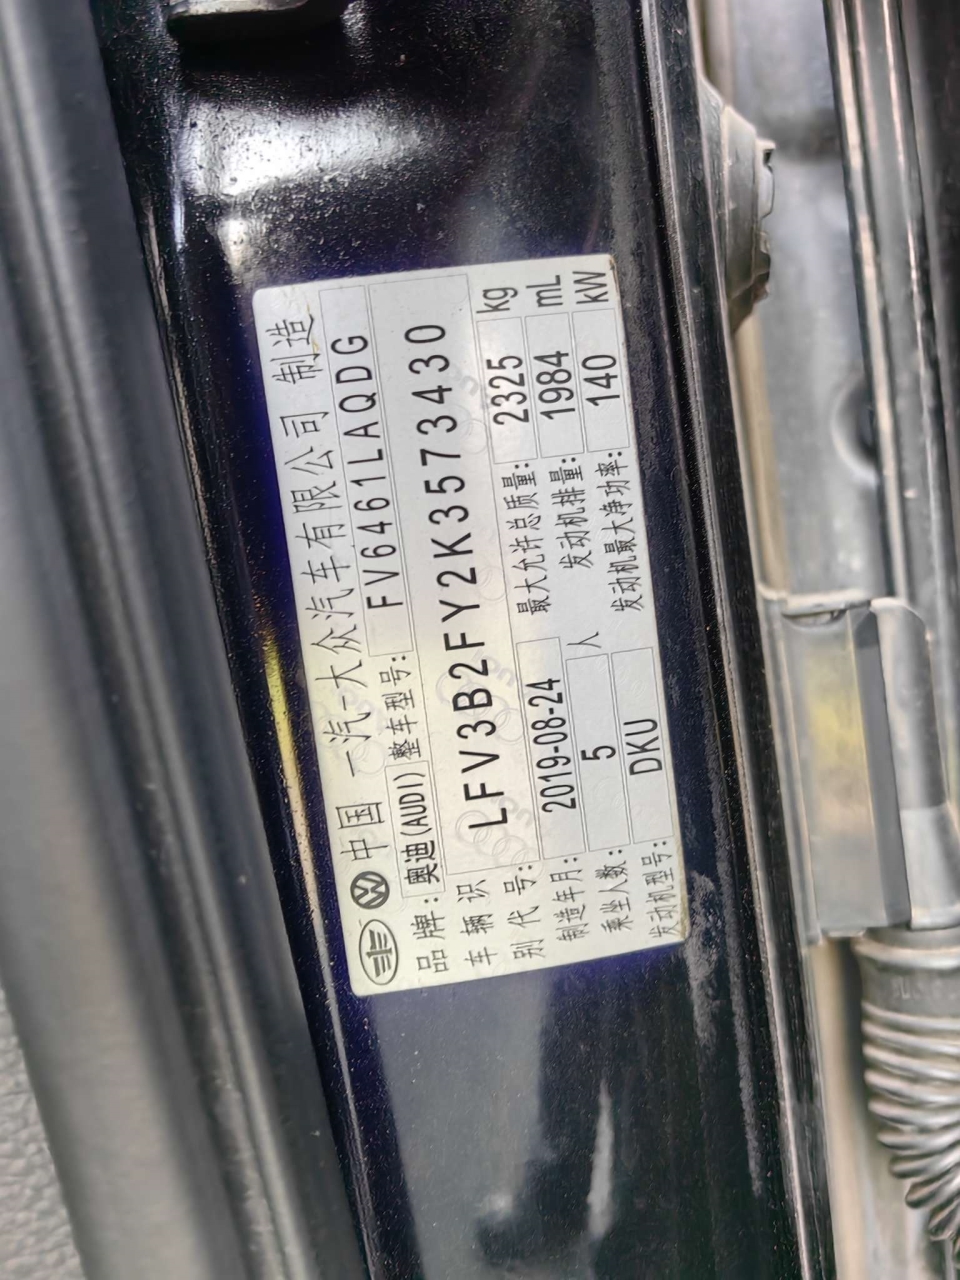 中国 一汽-大众汽车有限公司 制造
品牌: 奥迪(AUDI) 整车型号: FV6461LAQDG
车辆识别代号: LFV3B2FY2K3573430
制造年月: 2019-08-24 最大允许总质量: 2325 kg
乘坐人数: 5 人 发动机排量: 1984 mL
发动机型号: DKU 发动机最大净功率: 140 kW